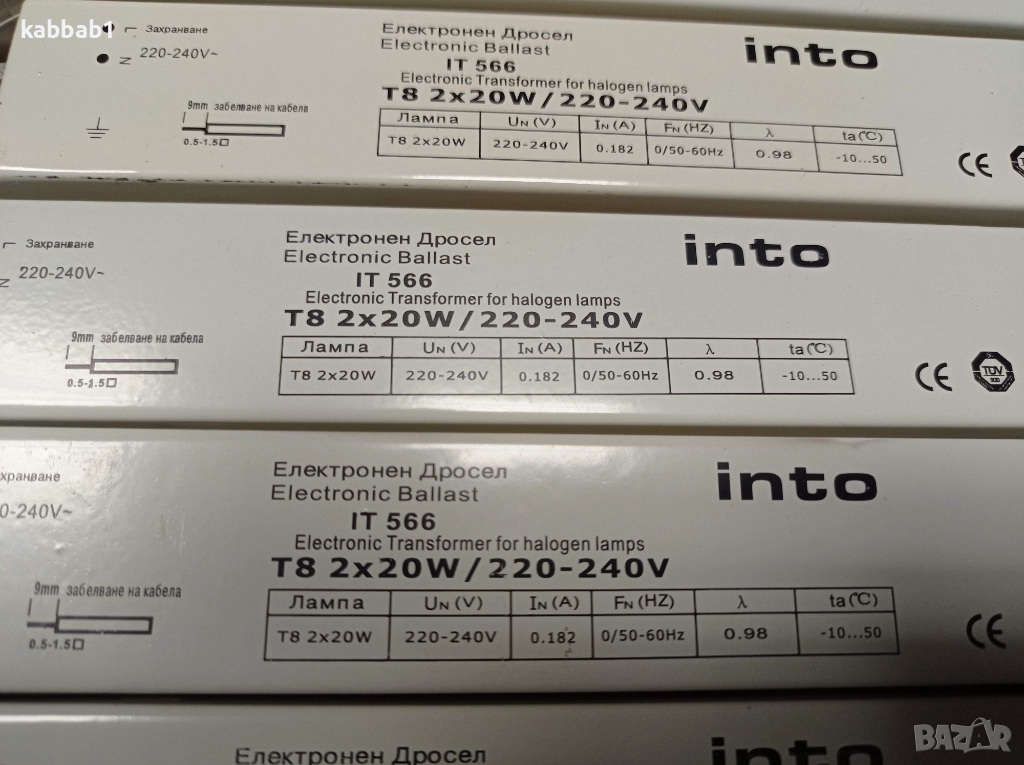 kabbab1
Захранване
220-240V~
N
9mm забелване на кабела
0.5-1.5
Електронен Дросел
Electronic Ballast
IT 566
Electronic Transformer for halogen lamps
T8 2x20W/220-240V
into
Лампа UN (V) IN (A) FN (HZ) λ ta (℃)
T8 2x20W 220-240V 0.182 0/50-60Hz 0.98 -10...50
CE
Захранване
220-240V~
N
9mm забелване на кабела
0.5-1.5
Електронен Дросел
Electronic Ballast
IT 566
Electronic Transformer for halogen lamps
T8 2x20W/220-240V
into
Лампа UN (V) IN (A) FN (HZ) λ ta (℃)
T8 2x20W 220-240V 0.182 0/50-60Hz 0.98 -10...50
CE TÜV
ахранване
0-240V~
9mm забелване на кабела
0.5-1.5
Електронен Дросел
Electronic Ballast
IT 566
Electronic Transformer for halogen lamps
T8 2x20W/220-240V
into
Лампа UN (V) IN (A) FN (HZ) λ ta (℃)
T8 2x20W 220-240V 0.182 0/50-60Hz 0.98 -10...50
CE
Електронен Дросел
into
BAZAR